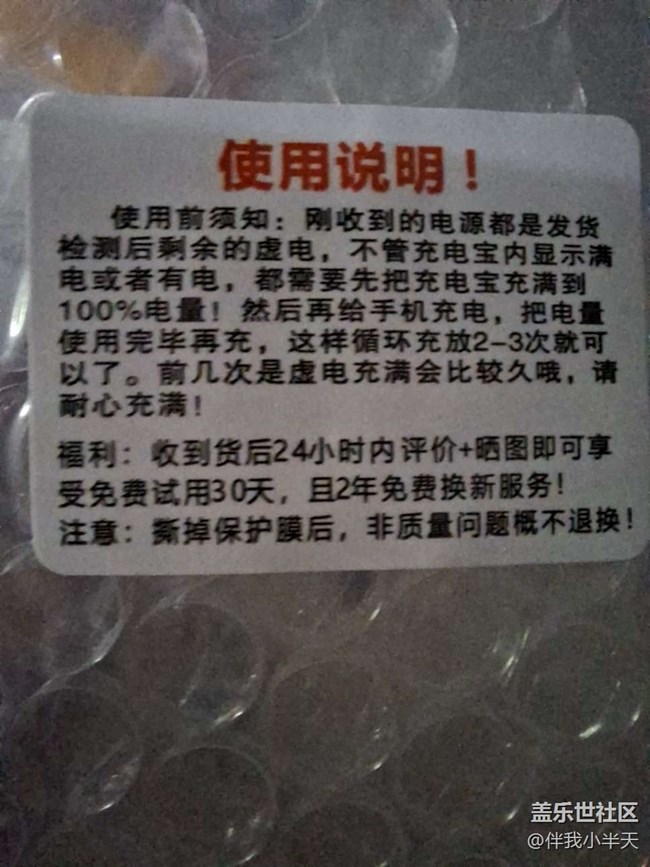 使用说明！
使用前须知：刚收到的电源都是发货
检测后剩余的虚电，不管充电宝内显示满
电或者有电，都需要先把充电宝充满到
100%电量！然后再给手机充电，把电量
使用完毕再充，这样循环充放2-3次就可
以了。前几次是虚电充满会比较久哦，请
耐心充满！
福利：收到货后24小时内评价+晒图即可享
受免费试用30天，且2年免费换新服务！
注意：撕掉保护膜后，非质量问题概不退换！
盖乐世社区
@伴我小半天